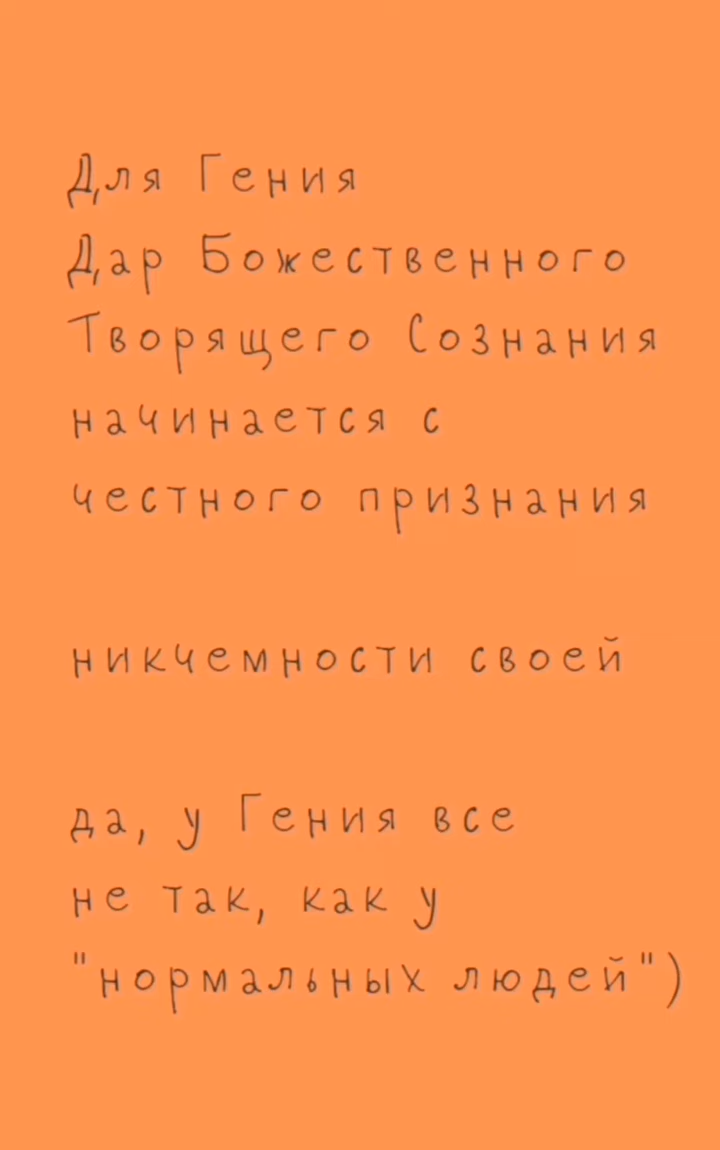 Для Гения
Дар Божественного
Творящего Сознания
начинается с
честного признания
никчемности своей
да, у Гения все
не так, как у
"нормальных людей")